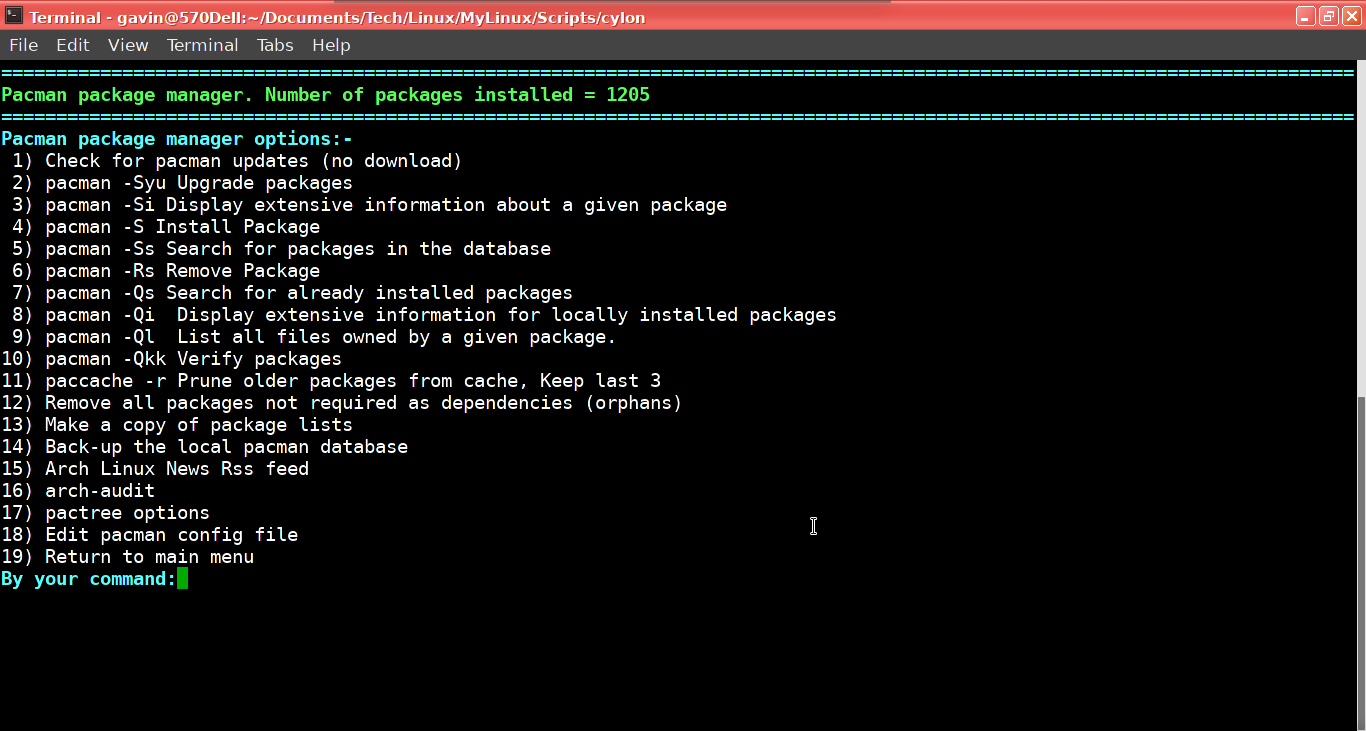 Terminal - gavin@570Dell:~/Documents/Tech/Linux/MyLinux/Scripts/cylon
File Edit View Terminal Tabs Help
===========================================================================================================================
Pacman package manager. Number of packages installed = 1205
===========================================================================================================================
Pacman package manager options:-
1) Check for pacman updates (no download)
2) pacman -Syu Upgrade packages
3) pacman -Si Display extensive information about a given package
4) pacman -S Install Package
5) pacman -Ss Search for packages in the database
6) pacman -Rs Remove Package
7) pacman -Qs Search for already installed packages
8) pacman -Qi  Display extensive information for locally installed packages
9) pacman -Ql  List all files owned by a given package.
10) pacman -Qkk Verify packages
11) paccache -r Prune older packages from cache, Keep last 3
12) Remove all packages not required as dependencies (orphans)
13) Make a copy of package lists
14) Back-up the local pacman database
15) Arch Linux News Rss feed
16) arch-audit
17) pactree options
18) Edit pacman config file
19) Return to main menu
By your command: